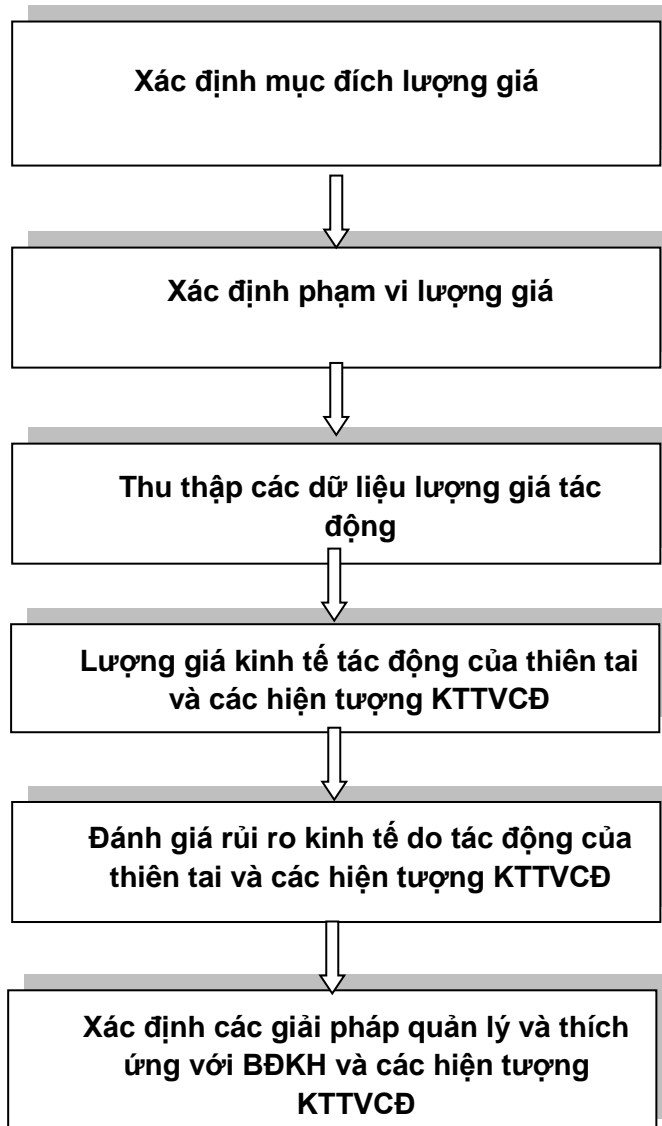 Xác định mục đích lượng giá
Xác định phạm vi lượng giá
Thu thập các dữ liệu lượng giá tác
động
Lượng giá kinh tế tác động của thiên tai
và các hiện tượng KTTVCĐ
Đánh giá rủi ro kinh tế do tác động của
thiên tai và các hiện tượng KTTVCĐ
Xác định các giải pháp quản lý và thích
ứng với BĐKH và các hiện tượng
KTTVCĐ